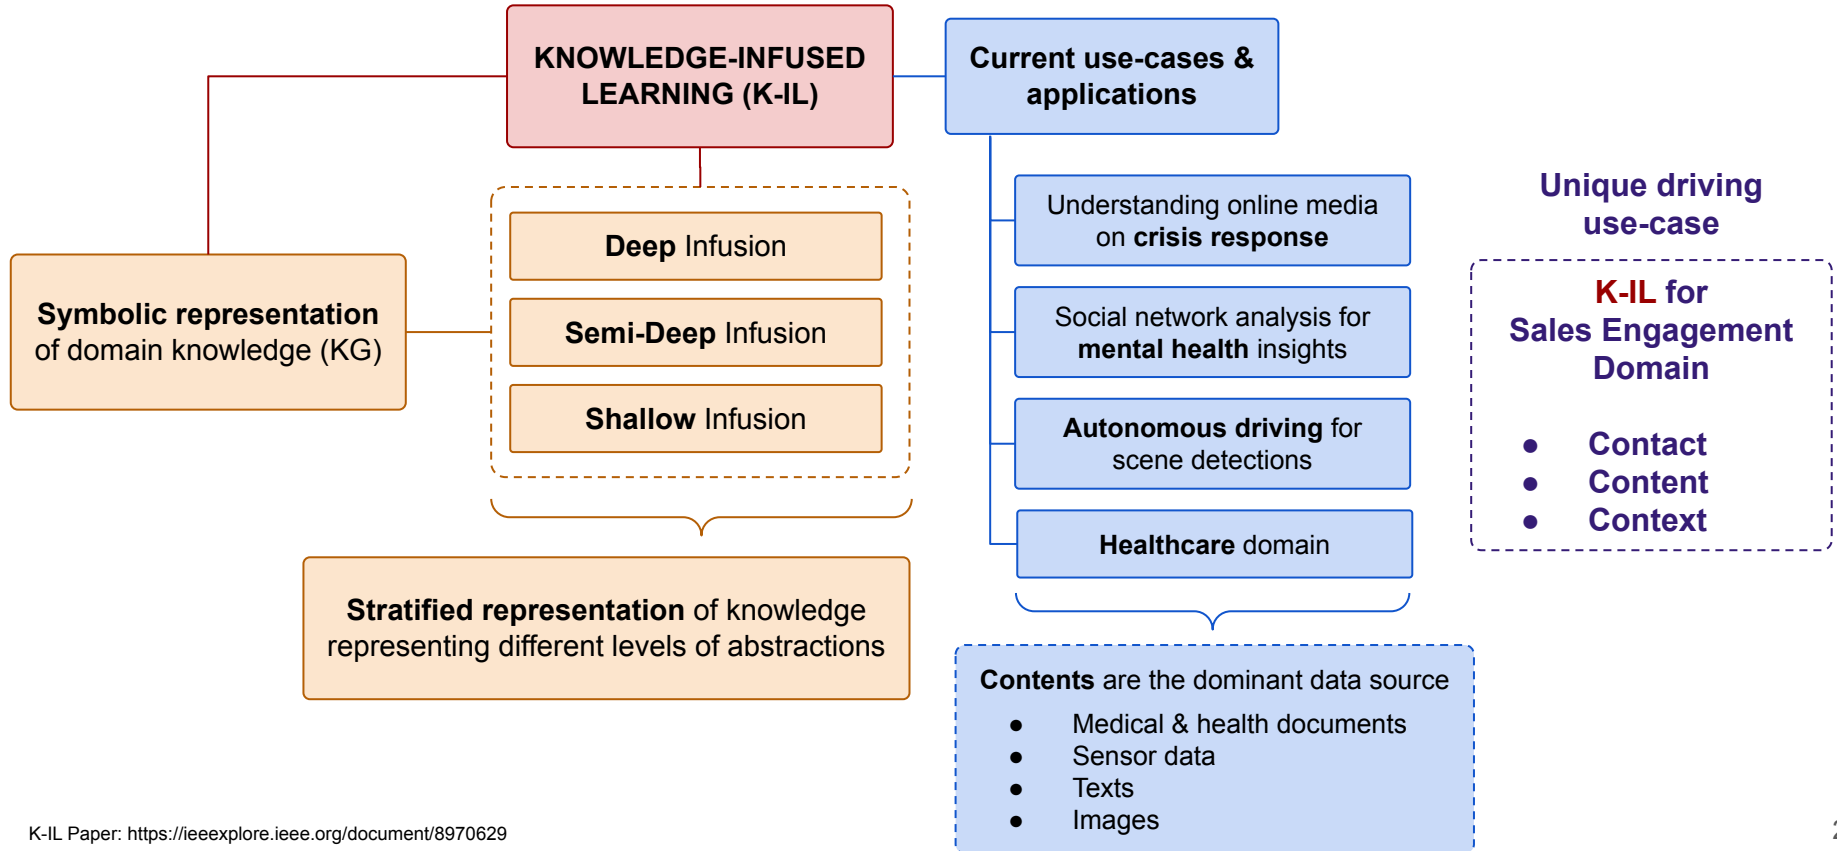 KNOWLEDGE-INFUSED
LEARNING (K-IL)
Current use-cases &
applications
Symbolic representation
of domain knowledge (KG)
Deep Infusion
Semi-Deep Infusion
Shallow Infusion
Stratified representation of knowledge
representing different levels of abstractions
Understanding online media
on crisis response
Social network analysis for
mental health insights
Autonomous driving for
scene detections
Healthcare domain
Contents are the dominant data source
● Medical & health documents
● Sensor data
● Texts
● Images
Unique driving
use-case
K-IL for
Sales Engagement
Domain
● Contact
● Content
● Context
K-IL Paper: https://ieeexplore.ieee.org/document/8970629